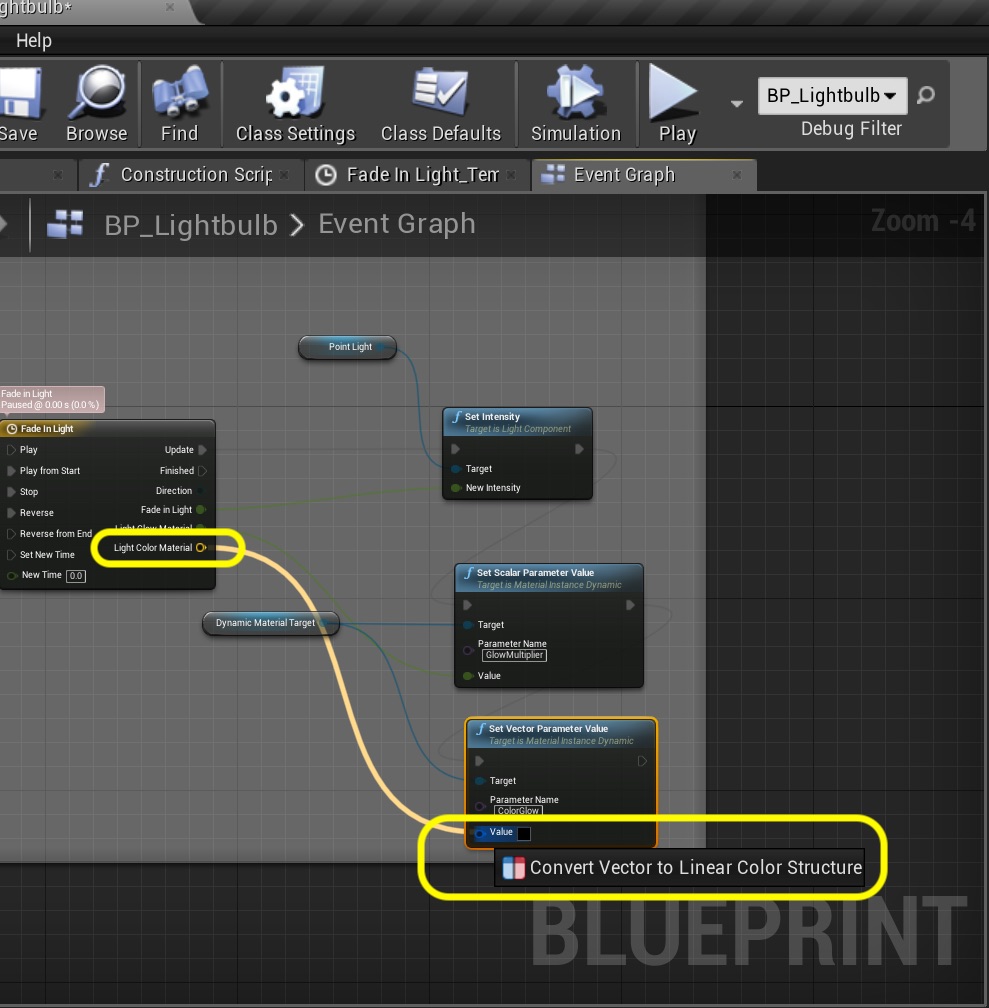 ghtbulb*
Help
Save
Browse
Find
Class Settings
Class Defaults
Simulation
Play
BP_Lightbulb
Debug Filter
Construction Scrip
Fade In Light_Tem
Event Graph
BP_Lightbulb > Event Graph
Zoom -4
Point Light
Fade in Light
Paused @ 0.00 s (0.0 %)
Fade In Light
Play
Update
Play from Start
Finished
Stop
Direction
Reverse
Fade in Light
Reverse from End
Light Glow Material
Set New Time
Light Color Material
New Time 0.0
Set Intensity
Target is Light Component
Target
New Intensity
Dynamic Material Target
Set Scalar Parameter Value
Target is Material Instance Dynamic
Target
Parameter Name
GlowMultiplier
Value
Set Vector Parameter Value
Target is Material Instance Dynamic
Target
Parameter Name
ColorGlow
Value
Convert Vector to Linear Color Structure
BLUEPRINT